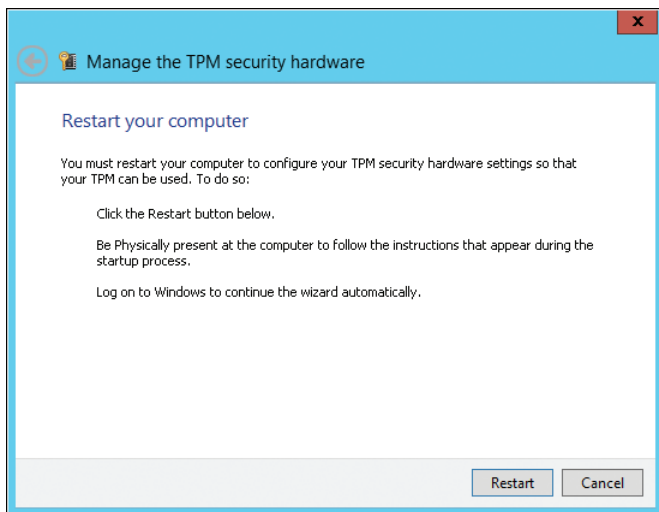 x
Manage the TPM security hardware
Restart your computer
You must restart your computer to configure your TPM security hardware settings so that
your TPM can be used. To do so:
Click the Restart button below.
Be Physically present at the computer to follow the instructions that appear during the
startup process.
Log on to Windows to continue the wizard automatically.
Restart Cancel